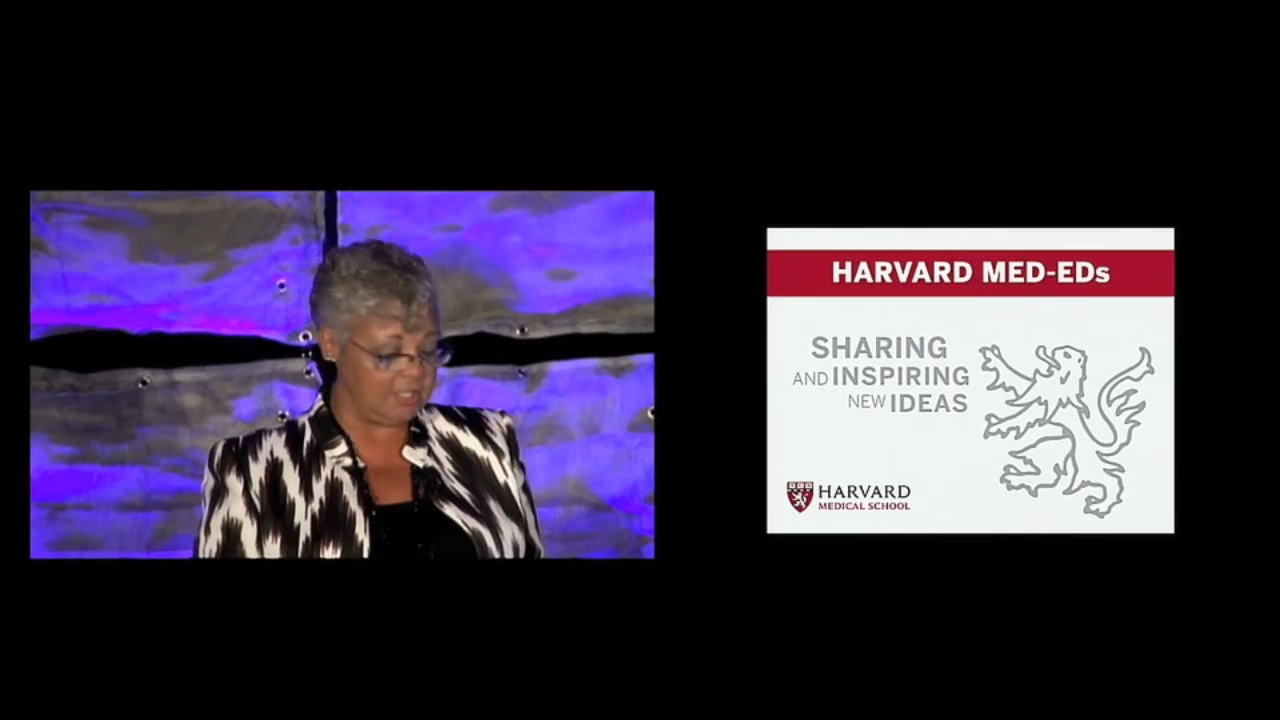 HARVARD MED-EDs
SHARING
AND INSPIRING
NEW IDEAS
HARVARD
MEDICAL SCHOOL